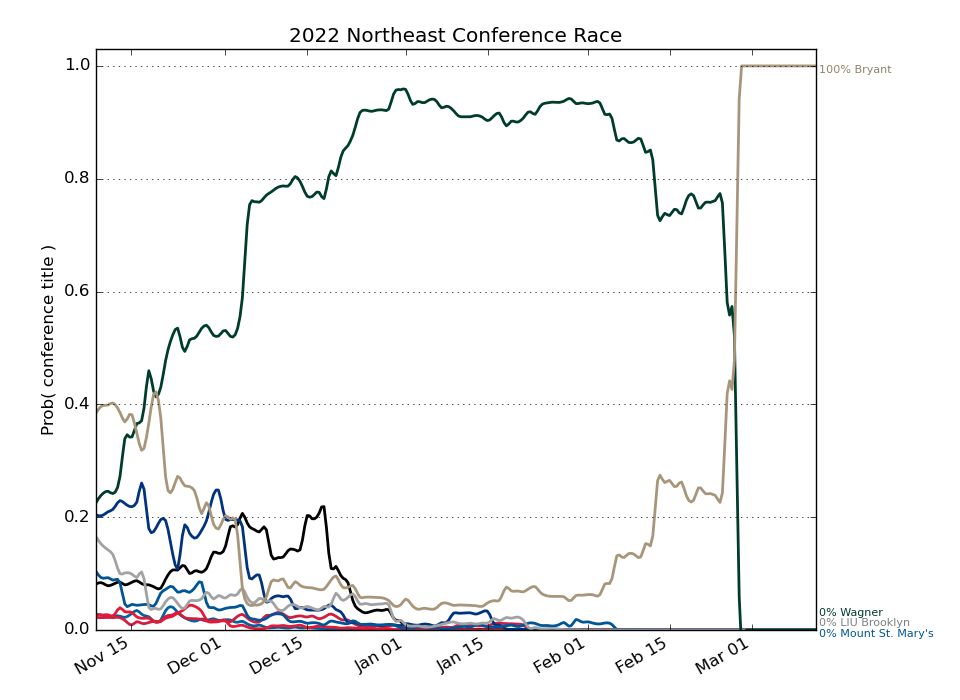 2022 Northeast Conference Race
Prob( conference title )
1.0
0.8
0.6
0.4
0.2
0.0
100% Bryant
0% Wagner
0% LIU Brooklyn
0% Mount St. Mary's
Nov 15
Dec 01
Dec 15
Jan 01
Jan 15
Feb 01
Feb 15
Mar 01